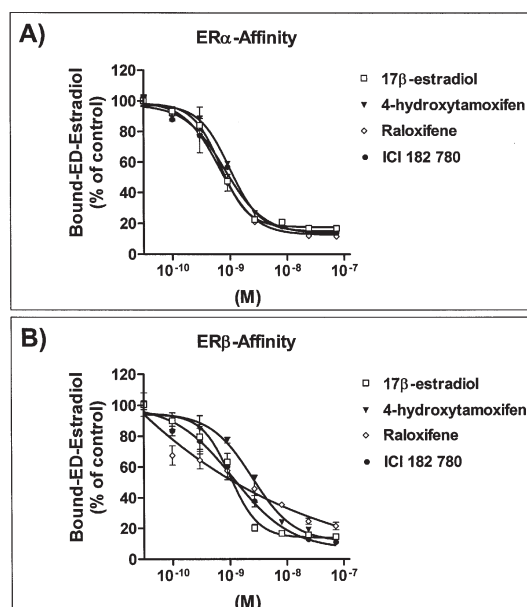 A)
ERα-Affinity
Bound-ED-Estradiol
(% of control)
120
100
80
60
40
20
0
10-10
10-9
10-8
10-7
(M)
17β-estradiol
4-hydroxytamoxifen
Raloxifene
ICI 182 780
B)
ERβ-Affinity
Bound-ED-Estradiol
(% of control)
120
100
80
60
40
20
0
10-10
10-9
10-8
10-7
(M)
17β-estradiol
4-hydroxytamoxifen
Raloxifene
ICI 182 780